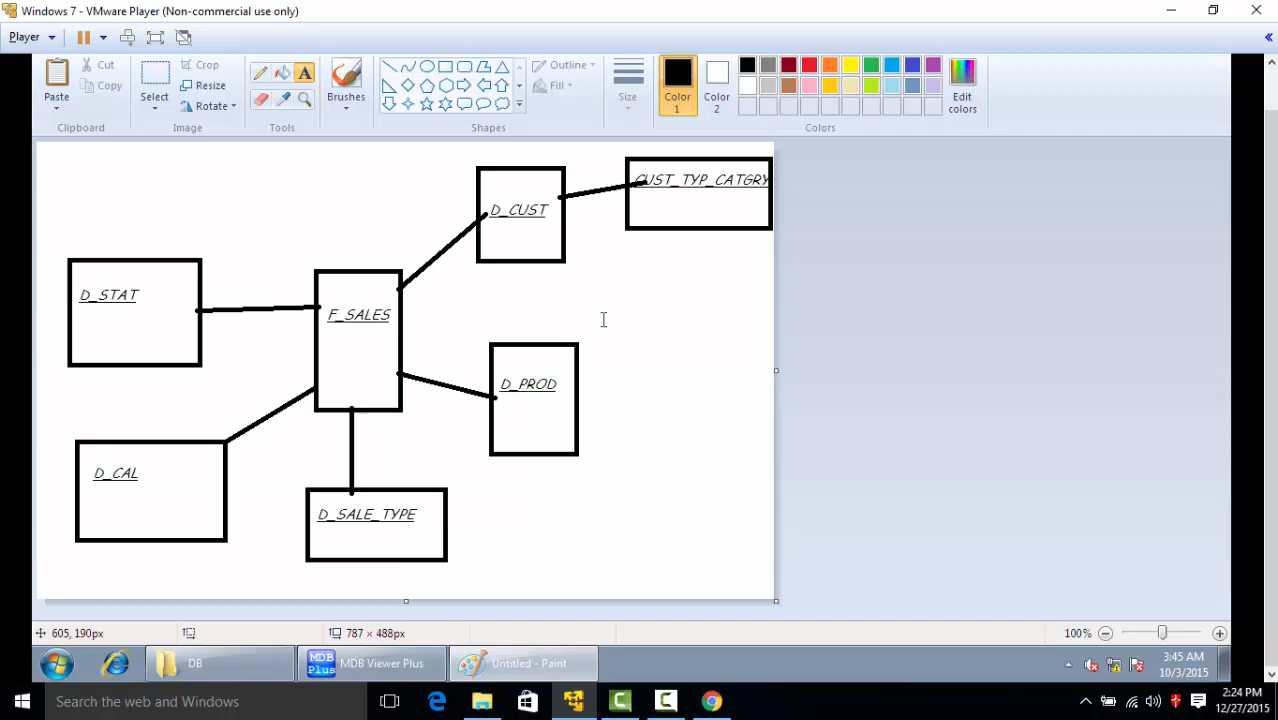 Windows 7 - VMware Player (Non-commercial use only)
Player
Paste
Cut
Copy
Clipboard
Select
Crop
Resize
Rotate
Image
A
Tools
Brushes
Shapes
Outline
Fill
Size
Color 1
Color 2
Edit colors
Colors
D_CUST
CUST_TYP_CATGRY
D_STAT
F_SALES
D_PROD
D_CAL
D_SALE_TYPE
605, 190px
787 × 488px
100%
DB
MDB Plus
MDB Viewer Plus
Untitled - Paint
3:45 AM
10/3/2015
Search the web and Windows
2:24 PM
12/27/2015